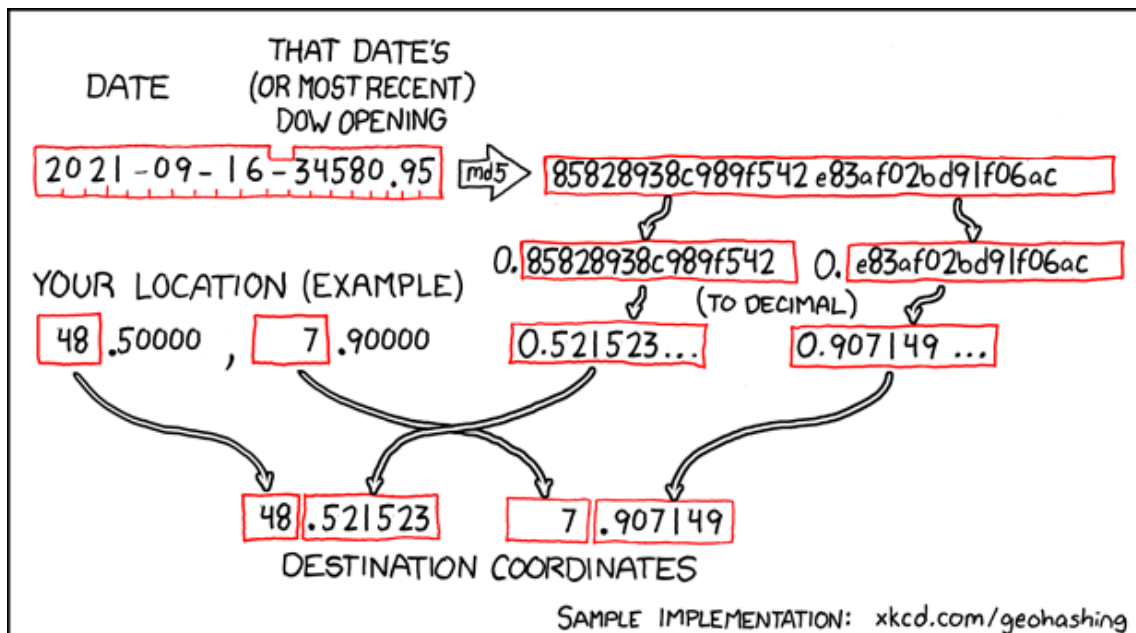 DATE
THAT DATE'S
(OR MOST RECENT)
DOW OPENING
2021-09-16-34580.95
md5
85828938c989f542e83af02bd91f06ac
0.85828938c989f542
0.e83af02bd91f06ac
YOUR LOCATION (EXAMPLE)
(TO DECIMAL)
48.50000, 7.90000
0.521523...
0.907149...
48.521523
7.907149
DESTINATION COORDINATES
SAMPLE IMPLEMENTATION: xkcd.com/geohashing